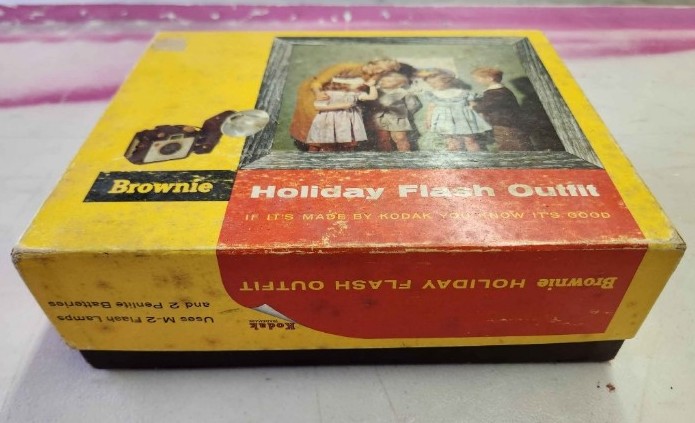 Brownie
Holiday Flash Outfit
IF IT'S MADE BY KODAK YOU KNOW IT'S GOOD
Brownie HOLIDAY FLASH OUTFIT
Kodak
Uses M-2 Flash Lamps
and 2 Penlite Batteries